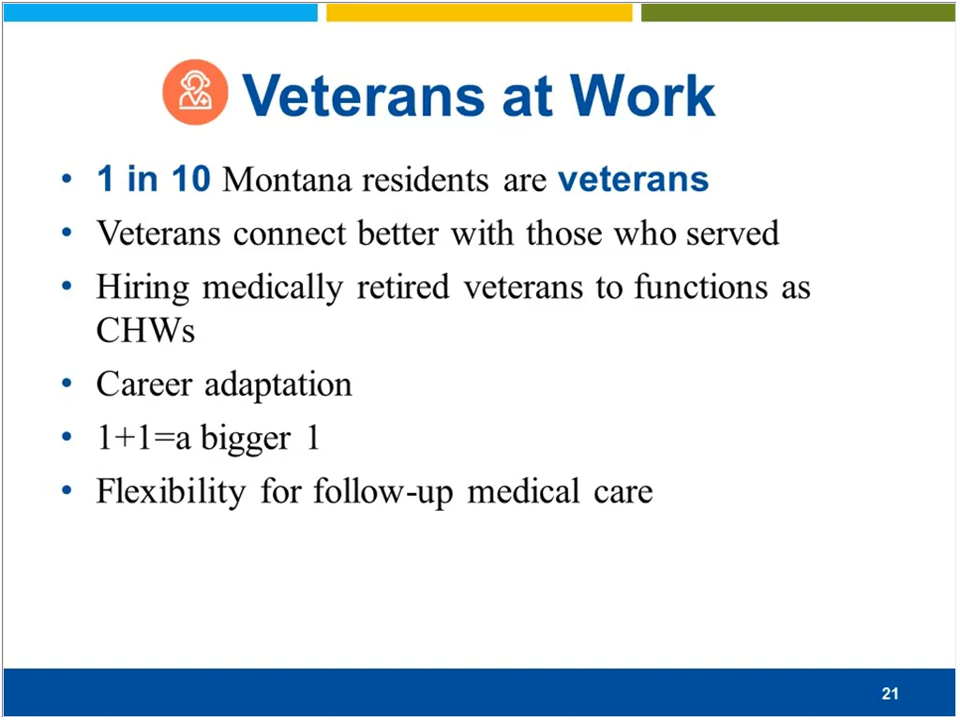 Veterans at Work
• 1 in 10 Montana residents are veterans
• Veterans connect better with those who served
• Hiring medically retired veterans to functions as
CHWs
• Career adaptation
• 1+1=a bigger 1
• Flexibility for follow-up medical care
21